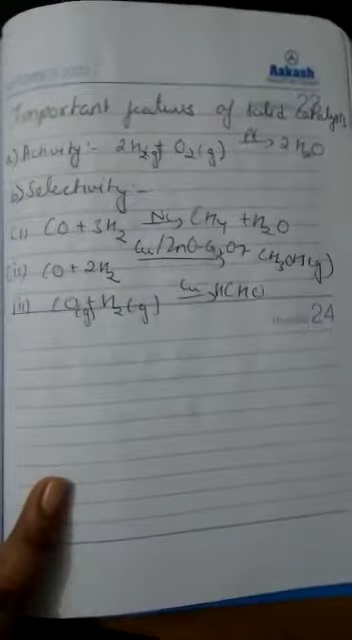 Aakash
22
Important features of solid catalysts
a) Activity:- 2H2(g) + O2(g) Pt→ 2H2O
b) Selectivity:-
(i) CO + 3H2 Ni→ CH4 + H2O
(ii) CO + 2H2 Cu/ZnO-Cr2O3→ CH3OH(g)
(iii) CO(g) + H2(g) Cu→ HCHO
24